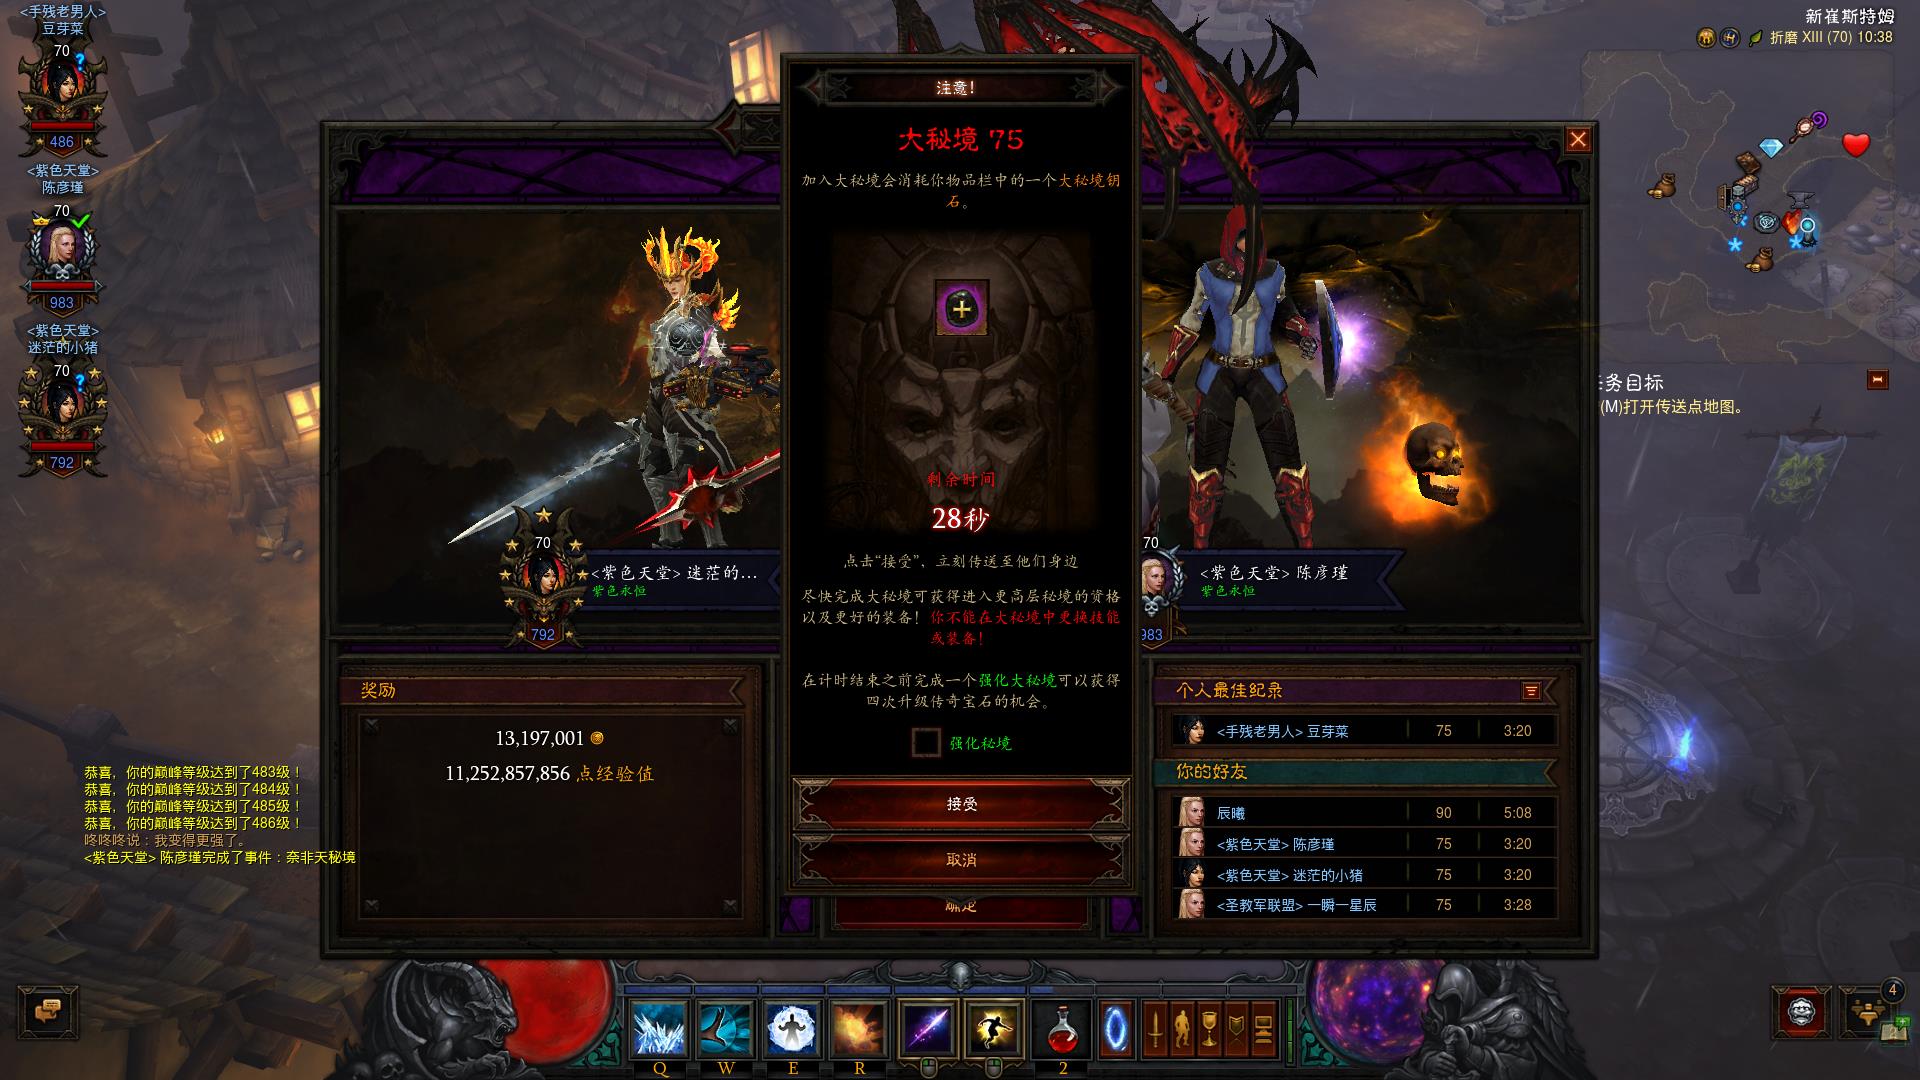 <手残老男人>
豆芽菜
70
486
<紫色天堂>
陈彦瑾
70
983
<紫色天堂>
迷茫的小猪
70
792
新崔斯特姆
折磨 XIII (70) 10:38
务目标
(M)打开传送点地图。
注意！
大秘境 75
加入大秘境会消耗你物品栏中的一个大秘境钥
石。
剩余时间
28秒
点击“接受”，立刻传送至他们身边
尽快完成大秘境可获得进入更高层秘境的资格
以及更好的装备！你不能在大秘境中更换技能
或装备！
在计时结束之前完成一个强化大秘境可以获得
四次升级传奇宝石的机会。
强化秘境
接受
取消
确定
70
<紫色天堂> 迷茫的...
紫色永恒
792
70
<紫色天堂> 陈彦瑾
紫色永恒
983
奖励
13,197,001
11,252,857,856 点经验值
个人最佳纪录
<手残老男人> 豆芽菜 75 3:20
你的好友
辰曦 90 5:08
<紫色天堂> 陈彦瑾 75 3:20
<紫色天堂> 迷茫的小猪 75 3:20
<圣教军联盟> 一瞬一星辰 75 3:28
恭喜，你的巅峰等级达到了483级！
恭喜，你的巅峰等级达到了484级！
恭喜，你的巅峰等级达到了485级！
恭喜，你的巅峰等级达到了486级！
咚咚咚说：我变得更强了。
<紫色天堂> 陈彦瑾完成了事件：奈非天秘境
Q W E R 2
4